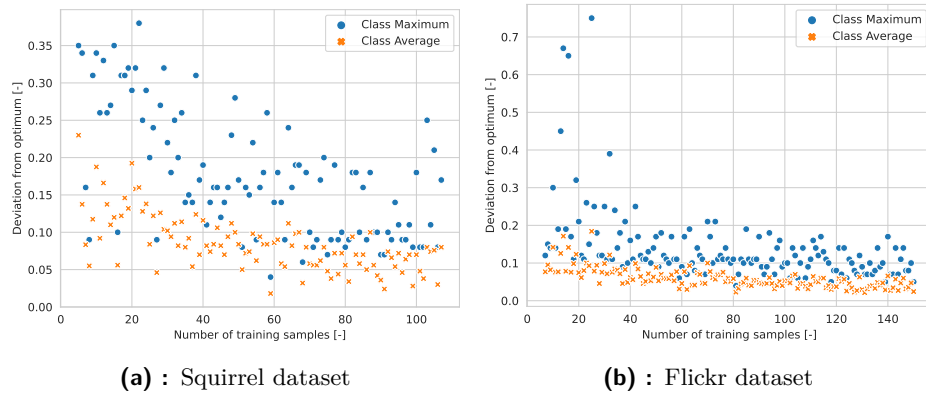 Class Maximum
Class Average
0.35
0.30
0.25
0.20
0.15
0.10
0.05
0.00
Deviation from optimum [-]
0 20 40 60 80 100
Number of training samples [-]
(a) : Squirrel dataset
Class Maximum
Class Average
0.7
0.6
0.5
0.4
0.3
0.2
0.1
0.0
Deviation from optimum [-]
0 20 40 60 80 100 120 140
Number of training samples [-]
(b) : Flickr dataset